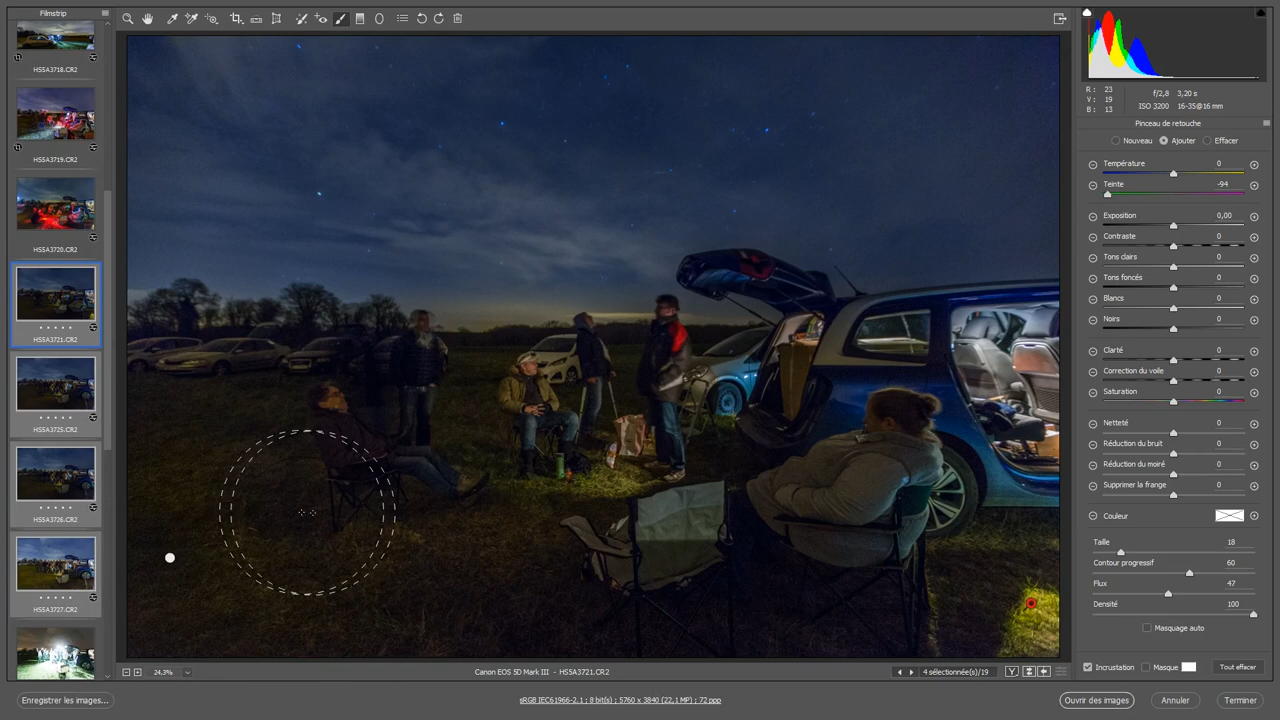 Filmstrip
HS5A3718.CR2
HS5A3719.CR2
HS5A3720.CR2
HS5A3721.CR2
HS5A3725.CR2
HS5A3726.CR2
HS5A3727.CR2
R : 23
V : 19
B : 13
f/2,8 3,20 s
ISO 3200 16-35@16 mm
Pinceau de retouche
Nouveau Ajouter Effacer
Température 0
Teinte -94
Exposition 0,00
Contraste 0
Tons clairs 0
Tons foncés 0
Blancs 0
Noirs 0
Clarté 0
Correction du voile 0
Saturation 0
Netteté 0
Réduction du bruit 0
Réduction du moiré 0
Supprimer la frange 0
Couleur
Taille 18
Contour progressif 60
Flux 47
Densité 100
Masquage auto
24,3% Canon EOS 5D Mark III - HS5A3721.CR2 4 sélectionnée(s)/19
Incrustation Masque Tout effacer
Enregistrer les images... sRGB IEC61966-2.1 ; 8 bit(s) ; 5760 x 3840 (22,1 MP) ; 72 ppp Ouvrir des images Annuler Terminer